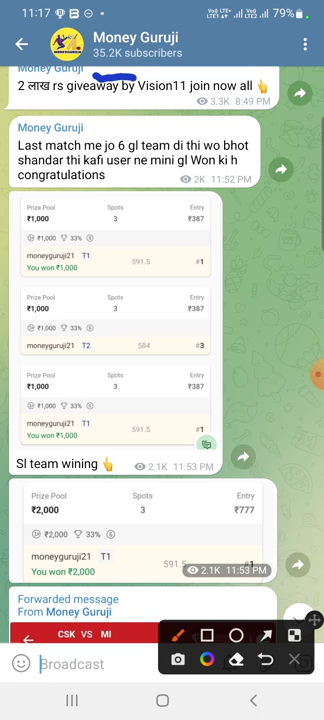 11:17
79%
Money Guruji
35.2K subscribers
Money Guruji
2 लाख rs giveaway by Vision11 join now all 👆
3.3K 8:49 PM
Money Guruji
Last match me jo 6 gl team di thi wo bhot
shandar thi kafi user ne mini gl Won ki h
congratulations
2K 11:52 PM
Prize Pool Spots Entry
₹1,000 3 ₹387
₹1,000 33%
moneyguruji21 T1 591.5 #1
You won ₹1,000
Prize Pool Spots Entry
₹1,000 3 ₹387
₹1,000 33%
moneyguruji21 T2 584 #3
Prize Pool Spots Entry
₹1,000 3 ₹387
₹1,000 33%
moneyguruji21 T1 591.5 #1
You won ₹1,000
Sl team wining 👆 2.1K 11:53 PM
Prize Pool Spots Entry
₹2,000 3 ₹777
₹2,000 33%
moneyguruji21 T1 591.5
You won ₹2,000
2.1K 11:53 PM
Forwarded message
From Money Guruji
CSK VS MI
Broadcast